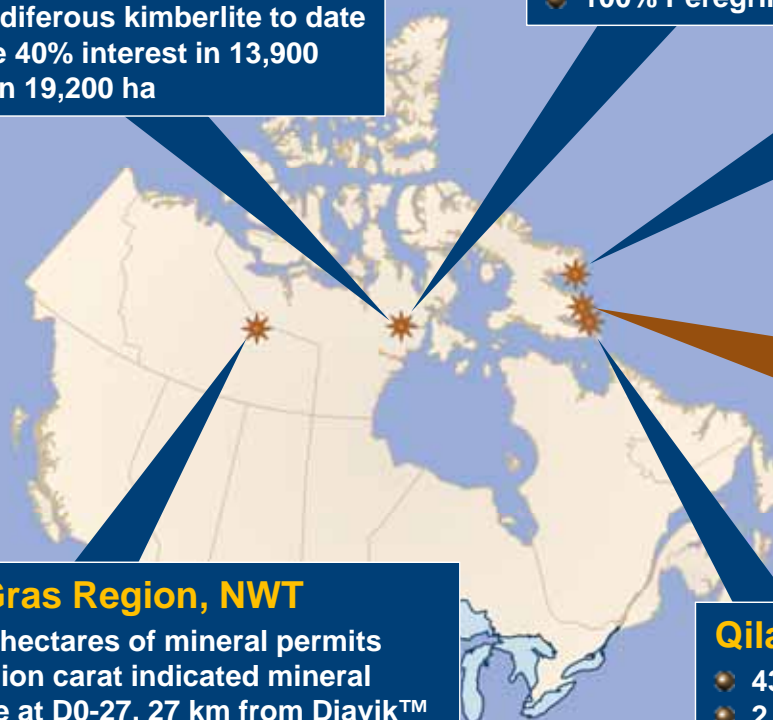 diferous kimberlite to date
e 40% interest in 13,900
n 19,200 ha
100% Peregri
Gras Region, NWT
hectares of mineral permits
ion carat indicated mineral
e at D0-27, 27 km from Diavik™
Qila
43
2